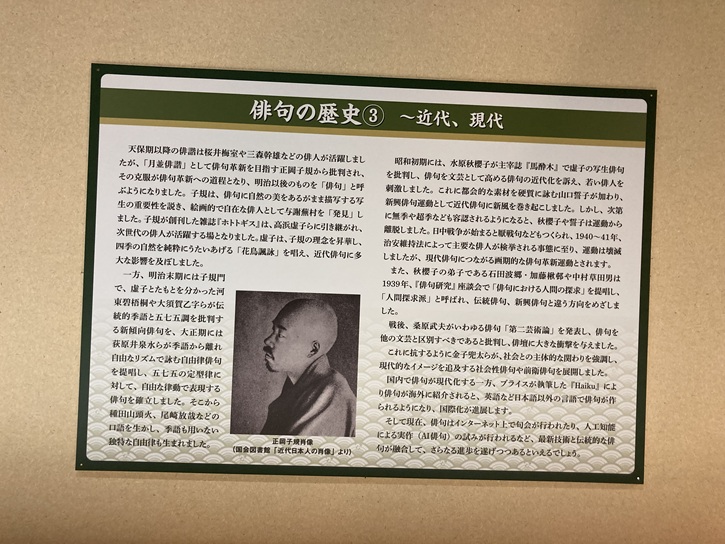 俳句の歴史③ ～近代、現代
天保期以降の俳諧は桜井梅室や三森幹雄などの俳人が活躍しまし
たが、「月並俳諧」として俳句革新を目指す正岡子規から批判され、
その克服が俳句革新への道程となり、明治以後のものを「俳句」と呼
ぶようになりました。子規は、俳句に自然の美をあるがまま描写する写
生の重要性を説き、絵画的で自在な俳人として与謝蕪村を「発見」し
ました。子規が創刊した雑誌『ホトトギス』は、高浜虚子らに引き継がれ、
次世代の俳人が活躍する場となりました。虚子は、子規の理念を昇華し、
四季の自然を純粋にうたいあげる「花鳥諷詠」を唱え、近代俳句に多
大な影響を及ぼしました。
一方、明治末期には子規門
で、虚子とたもとを分かった河
東碧梧桐や大須賀乙字らが伝
統的季語と五七五調を批判す
る新傾向俳句を、大正期には
荻原井泉水らが季語から離れ
自由なリズムで詠む自由律俳句
を提唱し、五七五の定型律に
対して、自由な律動で表現する
俳句を確立しました。そこから
種田山頭火、尾崎放哉などの
口語を生かし、季語も用いない
独特な自由律も生まれました。
正岡子規肖像
（国会図書館「近代日本人の肖像」より）
昭和初期には、水原秋櫻子が主宰誌『馬酔木』で虚子の写生俳句
を批判し、俳句を文芸として高める俳句の近代化を訴え、若い俳人を
刺激しました。これに都会的な素材を硬質に詠む山口誓子が加わり、
新興俳句運動として近代俳句に新風を巻き起こしました。しかし、次第
に無季や超季なども容認されるようになると、秋櫻子や誓子は運動から
離脱しました。日中戦争が始まると厭戦句などもつくられ、1940～41年、
治安維持法によって主要な俳人が検挙される事態に至り、運動は壊滅
しましたが、現代俳句につながる画期的な俳句革新運動とされます。
また、秋櫻子の弟子である石田波郷・加藤楸邨や中村草田男は
1939年、『俳句研究』座談会で「俳句における人間の探求」を提唱し、
「人間探求派」と呼ばれ、伝統俳句、新興俳句と違う方向をめざしま
した。
戦後、桑原武夫がいわゆる俳句「第二芸術論」を発表し、俳句を
他の文芸と区別すべきであると批判し、俳壇に大きな衝撃を与えました。
これに抗するように金子兜太らが、社会との主体的な関わりを重視し、
現代的なイメージを追及する社会性俳句や前衛俳句を展開しました。
国内で俳句が現代化する一方、ブライスが執筆した『Haiku』によ
り俳句が海外に紹介されると、英語など日本語以外の言語で俳句が作
られるようになり、国際化が進展します。
そして現在、俳句はインターネット上で句会が行われたり、人工知能
による実作（AI俳句）の試みが行われるなど、最新技術と伝統的な俳
句が融合して、さらなる進歩を遂げつつあるといえるでしょう。